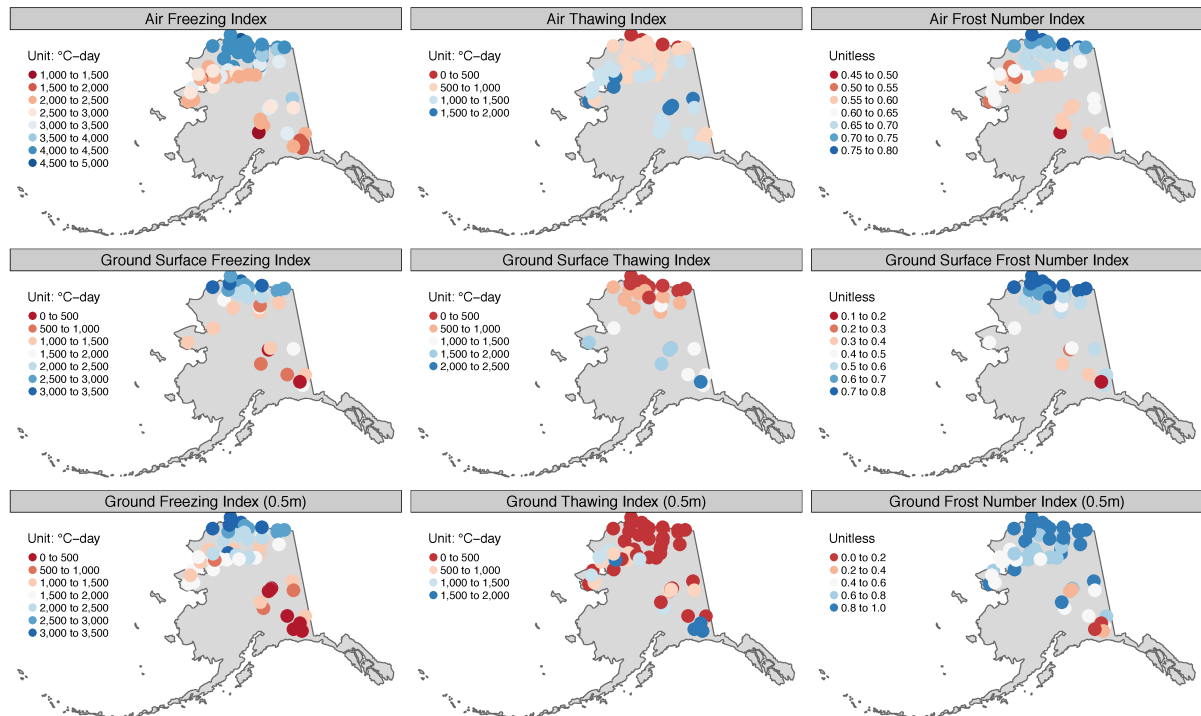 Air Freezing Index
Unit: °C−day
1,000 to 1,500
1,500 to 2,000
2,000 to 2,500
2,500 to 3,000
3,000 to 3,500
3,500 to 4,000
4,000 to 4,500
4,500 to 5,000
Air Thawing Index
Unit: °C−day
0 to 500
500 to 1,000
1,000 to 1,500
1,500 to 2,000
Air Frost Number Index
Unitless
0.45 to 0.50
0.50 to 0.55
0.55 to 0.60
0.60 to 0.65
0.65 to 0.70
0.70 to 0.75
0.75 to 0.80
Ground Surface Freezing Index
Unit: °C−day
0 to 500
500 to 1,000
1,000 to 1,500
1,500 to 2,000
2,000 to 2,500
2,500 to 3,000
3,000 to 3,500
Ground Surface Thawing Index
Unit: °C−day
0 to 500
500 to 1,000
1,000 to 1,500
1,500 to 2,000
2,000 to 2,500
Ground Surface Frost Number Index
Unitless
0.1 to 0.2
0.2 to 0.3
0.3 to 0.4
0.4 to 0.5
0.5 to 0.6
0.6 to 0.7
0.7 to 0.8
Ground Freezing Index (0.5m)
Unit: °C−day
0 to 500
500 to 1,000
1,000 to 1,500
1,500 to 2,000
2,000 to 2,500
2,500 to 3,000
3,000 to 3,500
Ground Thawing Index (0.5m)
Unit: °C−day
0 to 500
500 to 1,000
1,000 to 1,500
1,500 to 2,000
Ground Frost Number Index (0.5m)
Unitless
0.0 to 0.2
0.2 to 0.4
0.4 to 0.6
0.6 to 0.8
0.8 to 1.0